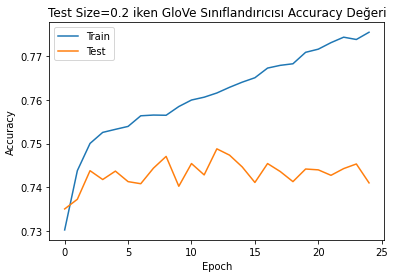 Test Size=0.2 iken GloVe Sınıflandırıcısı Accuracy Değeri
Train
Test
0.77
0.76
0.75
0.74
0.73
Accuracy
0
5
10
15
20
25
Epoch